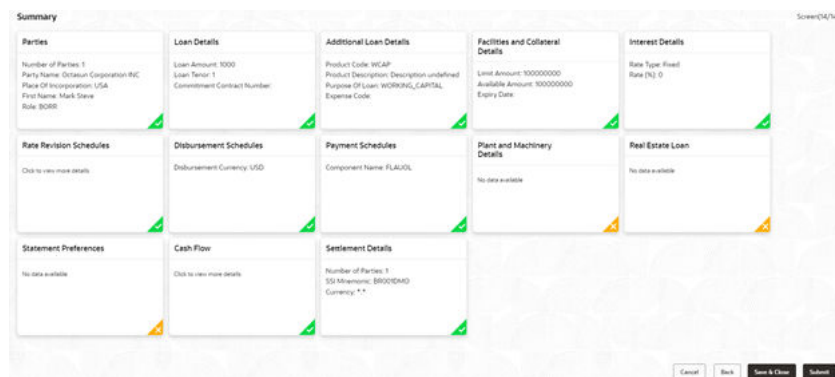 Summary
Screen(14/14
Parties
Number of Parties: 1
Party Name: Octasun Corporation INC
Place Of Incorporation: USA
First Name: Mark Steve
Role: BORR
Loan Details
Loan Amount: 1000
Loan Tenor: 1
Commitment Contract Number:
Additional Loan Details
Product Code: WCAP
Product Description: Description undefined
Purpose Of Loan: WORKING_CAPITAL
Expense Code:
Facilities and Collateral
Details
Limit Amount: 100000000
Available Amount: 100000000
Expiry Date:
Interest Details
Rate Type: Fixed
Rate (%): 0
Rate Revision Schedules
Click to view more details
Disbursement Schedules
Disbursement Currency: USD
Payment Schedules
Component Name: FLAUOL
Plant and Machinery
Details
No data available
Real Estate Loan
No data available
Statement Preferences
No data available
Cash Flow
Click to view more details
Settlement Details
Number of Parties: 1
SSI Mnemonic: BR001DMO
Currency: *.*
Cancel
Back
Save & Close
Submit